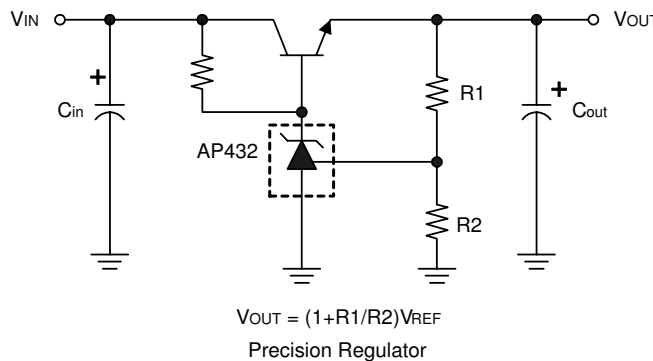 VIN
VOUT
+
Cin
AP432
R1
+
Cout
R2
VOUT = (1+R1/R2)VREF
Precision Regulator